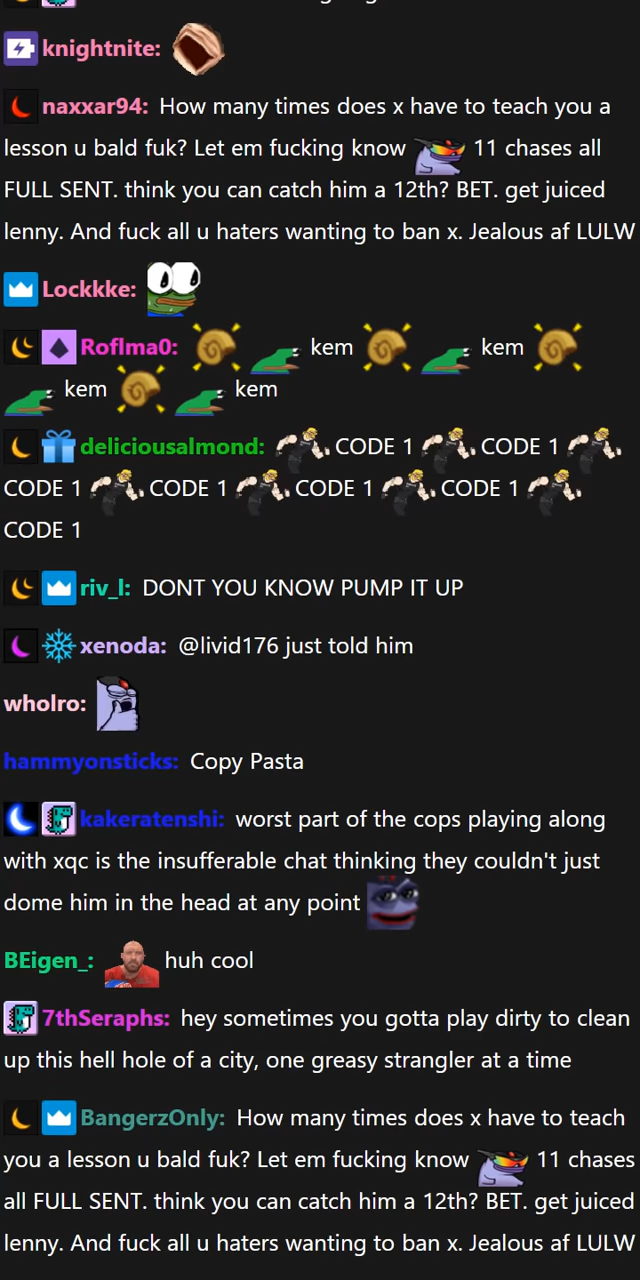 knightnite:
naxxar94: How many times does x have to teach you a
lesson u bald fuk? Let em fucking know 11 chases all
FULL SENT. think you can catch him a 12th? BET. get juiced
lenny. And fuck all u haters wanting to ban x. Jealous af LULW
Lockkke:
Roflma0: kem kem
kem kem
deliciousalmond: CODE 1 CODE 1
CODE 1 CODE 1 CODE 1 CODE 1
CODE 1
riv_l: DONT YOU KNOW PUMP IT UP
xenoda: @livid176 just told him
wholro:
hammyonsticks: Copy Pasta
kakeratenshi: worst part of the cops playing along
with xqc is the insufferable chat thinking they couldn't just
dome him in the head at any point
BEigen_: huh cool
7thSeraphs: hey sometimes you gotta play dirty to clean
up this hell hole of a city, one greasy strangler at a time
BangerzOnly: How many times does x have to teach
you a lesson u bald fuk? Let em fucking know 11 chases
all FULL SENT. think you can catch him a 12th? BET. get juiced
lenny. And fuck all u haters wanting to ban x. Jealous af LULW